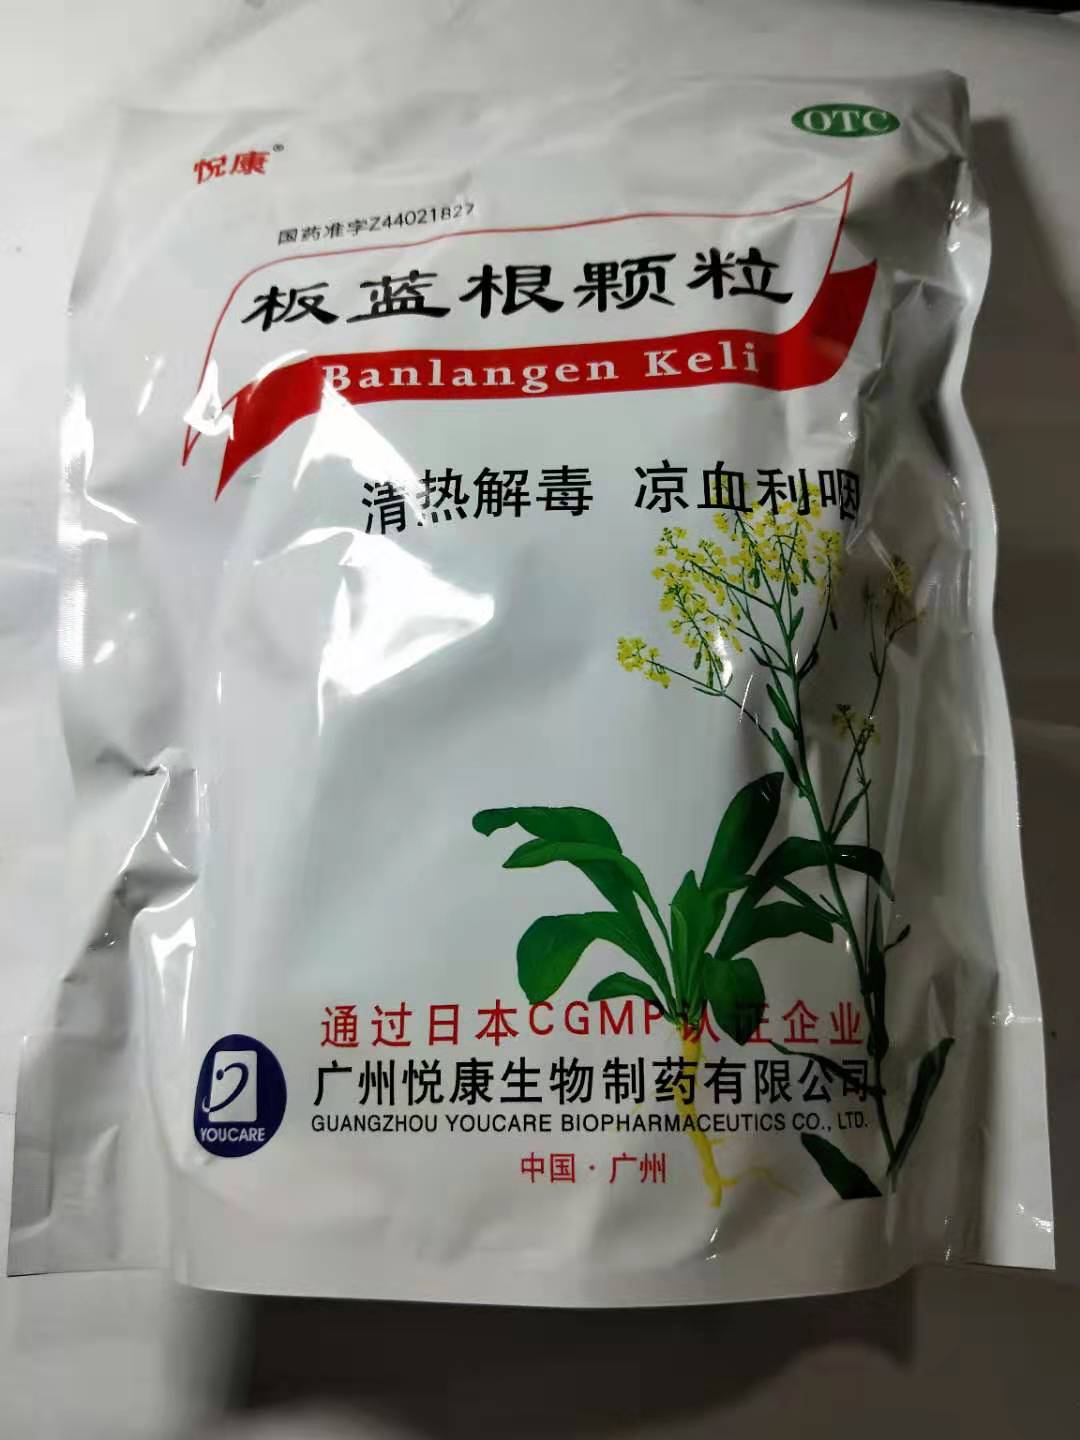 OTC
悦康®
国药准字Z44021827
板蓝根颗粒
Banlangen Keli
清热解毒 凉血利咽
通过日本CGMP认证企业
广州悦康生物制药有限公司
GUANGZHOU YOUCARE BIOPHARMACEUTICS CO., LTD.
YOUCARE
中国·广州